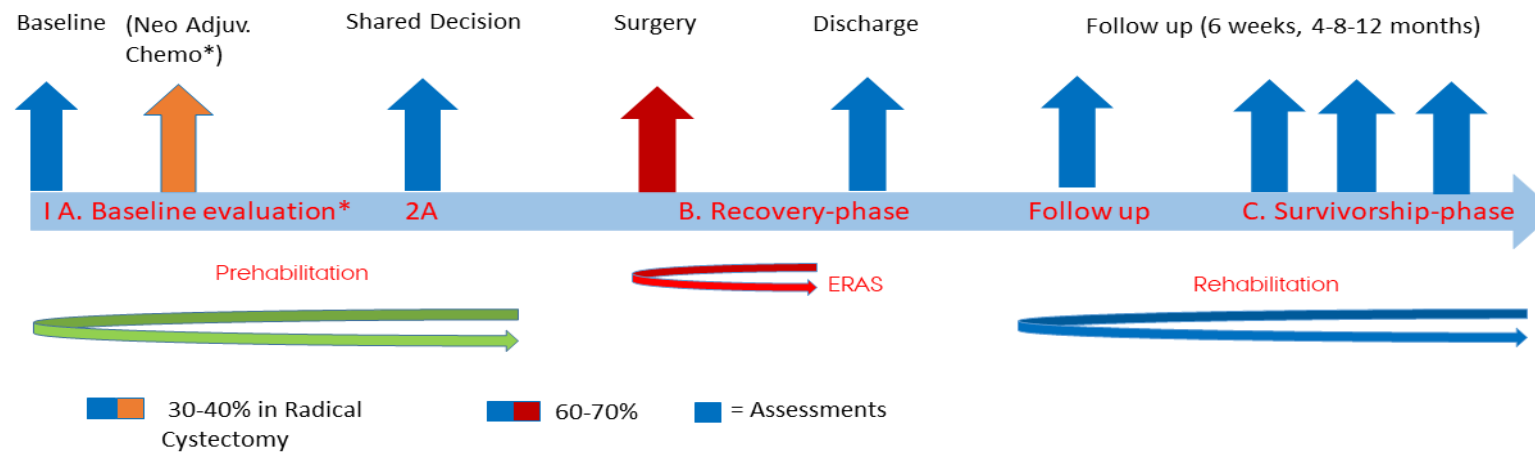 Baseline
(Neo Adjuv.
Chemo*)
Shared Decision
Surgery
Discharge
Follow up (6 weeks, 4-8-12 months)
I A. Baseline evaluation*
2A
B. Recovery-phase
Follow up
C. Survivorship-phase
Prehabilitation
ERAS
Rehabilitation
30-40% in Radical
Cystectomy
60-70%
= Assessments